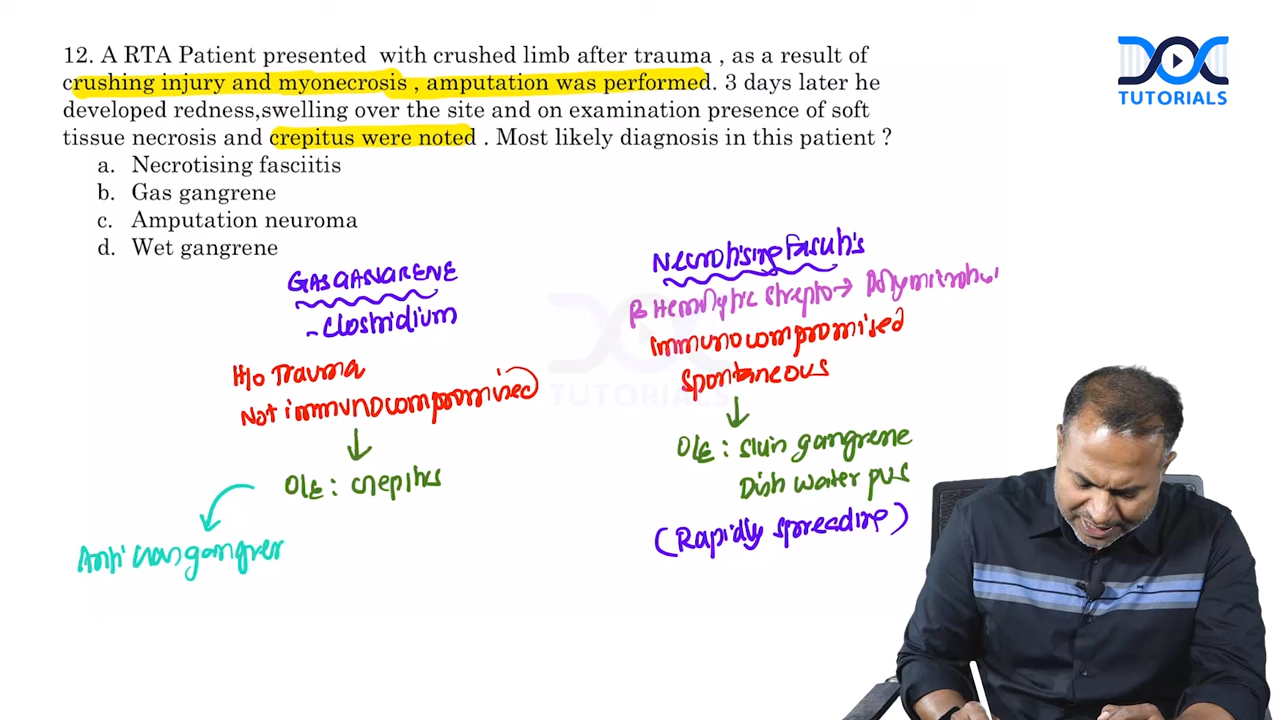 12. A RTA Patient presented with crushed limb after trauma , as a result of
crushing injury and myonecrosis , amputation was performed. 3 days later he
developed redness,swelling over the site and on examination presence of soft
tissue necrosis and crepitus were noted . Most likely diagnosis in this patient ?
a. Necrotising fasciitis
b. Gas gangrene
c. Amputation neuroma
d. Wet gangrene
DOC
TUTORIALS
GAS GANGRENE
- Clostridium
H/o Trauma
Not immunocompromised
O/E : crepitus
Anti
Necrotising Fascitis
β Hemolytic Strepto →
immunocompromised
Spontaneous
O/E : skin gangrene
Dish water pus
(Rapidly spreading)
DOC
TUTORIALS